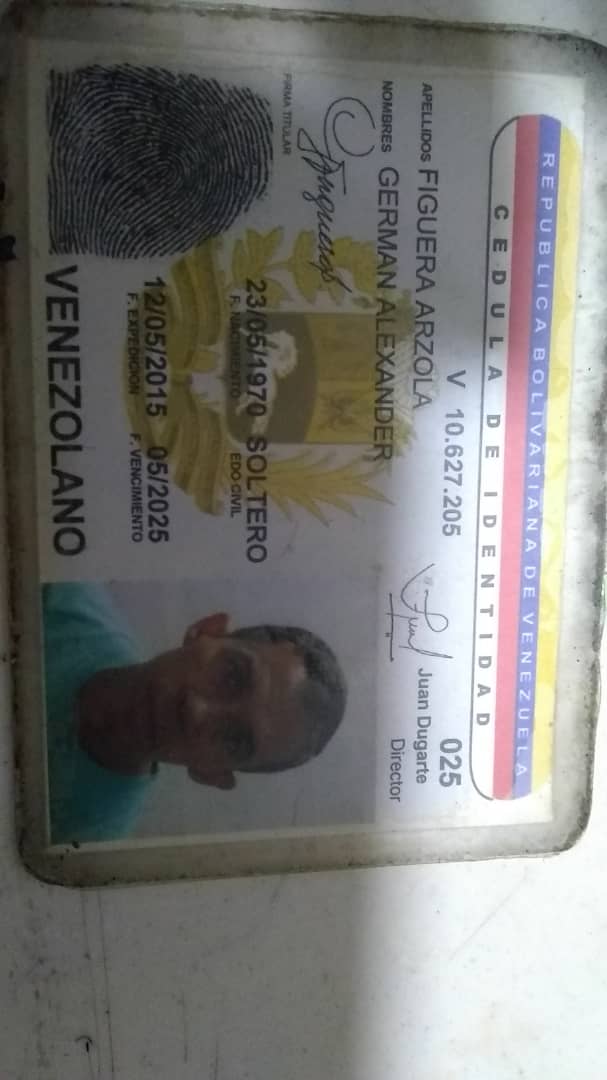 REPUBLICA BOLIVARIANA DE VENEZUELA
CEDULA DE IDENTIDAD
V 10.627.205
025
APELLIDOS FIGUERA ARZOLA
Juan Dugarte
Director
NOMBRES GERMAN ALEXANDER
FIRMA TITULAR
23/05/1970 SOLTERO
F. NACIMIENTO EDO CIVIL
12/05/2015 05/2025
F. EXPEDICION F. VENCIMIENTO
VENEZOLANO